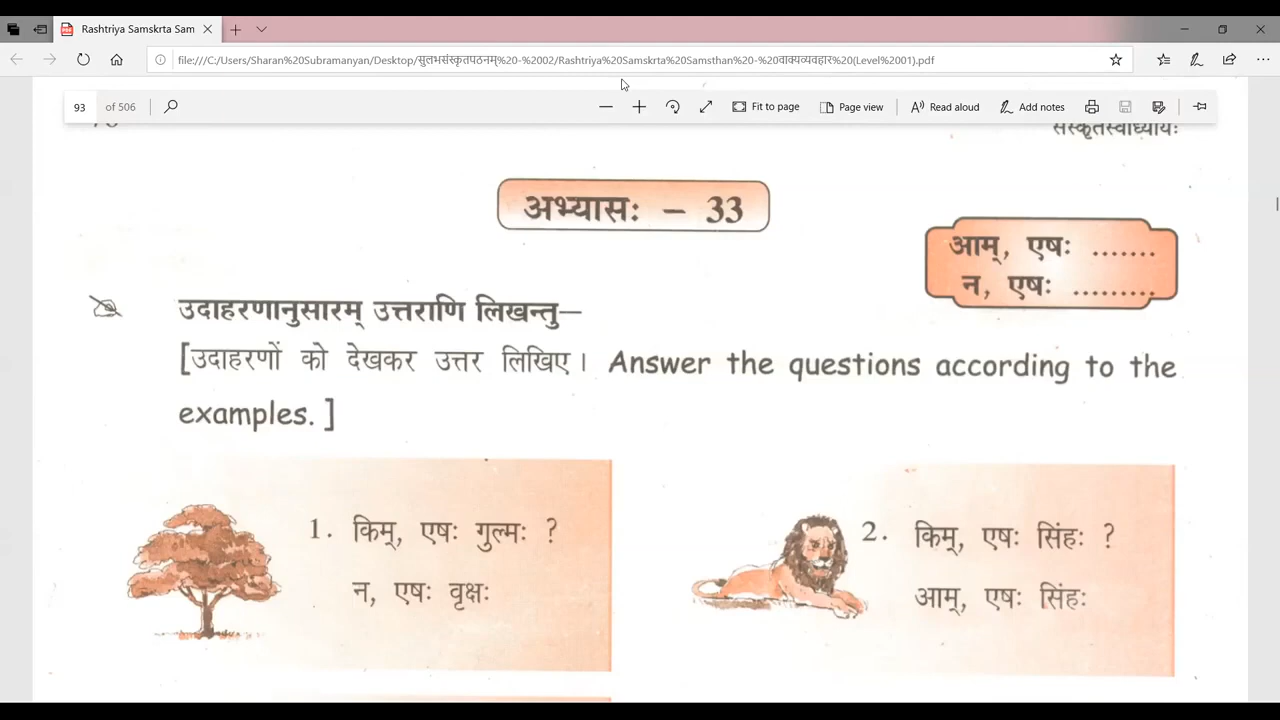 Rashtriya Samskrta Sam
file:///C:/Users/Sharan%20Subramanyan/Desktop/सुलभसंस्कृतपठनम्%20-%2002/Rashtriya%20Samskrta%20Samsthan%20-%20वाक्यव्यवहार%20(Level%2001).pdf
93 of 506 Fit to page Page view Read aloud Add notes
संस्कृतस्वाध्यायः
अभ्यासः – 33
आम्, एषः .......
न, एषः .........
उदाहरणानुसारम् उत्तराणि लिखन्तु—
[उदाहरणों को देखकर उत्तर लिखिए। Answer the questions according to the
examples. ]
1. किम्, एषः गुल्मः ?
न, एषः वृक्षः
2. किम्, एषः सिंहः ?
आम्, एषः सिंहः